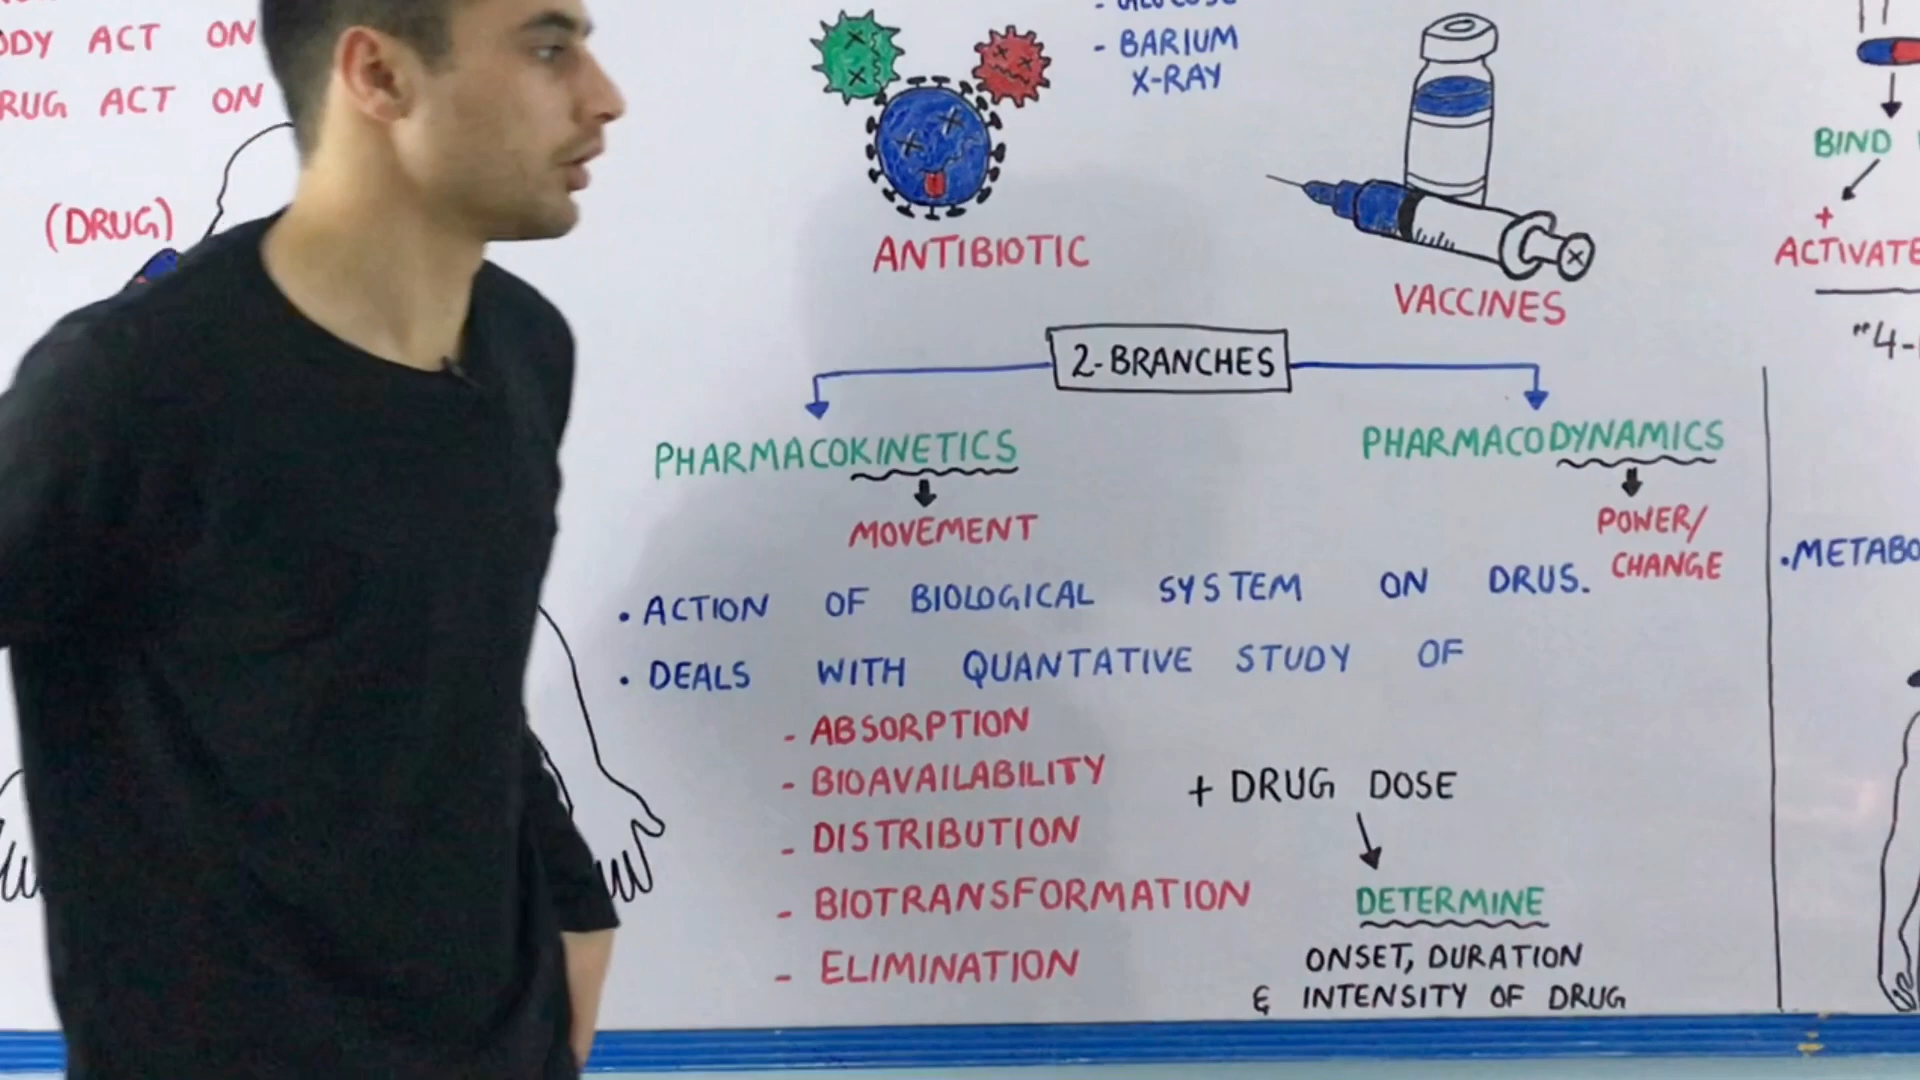 ODY ACT ON
RUG ACT ON
(DRUG)
- GLUCOSE
- BARIUM
X-RAY
ANTIBIOTIC
VACCINES
2-BRANCHES
PHARMACOKINETICS
MOVEMENT
PHARMACODYNAMICS
POWER/
CHANGE
• ACTION OF BIOLOGICAL SYSTEM ON DRUS.
• DEALS WITH QUANTATIVE STUDY OF
- ABSORPTION
- BIOAVAILABILITY
- DISTRIBUTION
- BIOTRANSFORMATION
- ELIMINATION
+ DRUG DOSE
DETERMINE
ONSET, DURATION
& INTENSITY OF DRUG
BIND
+
ACTIVATE
"4-
• METABO